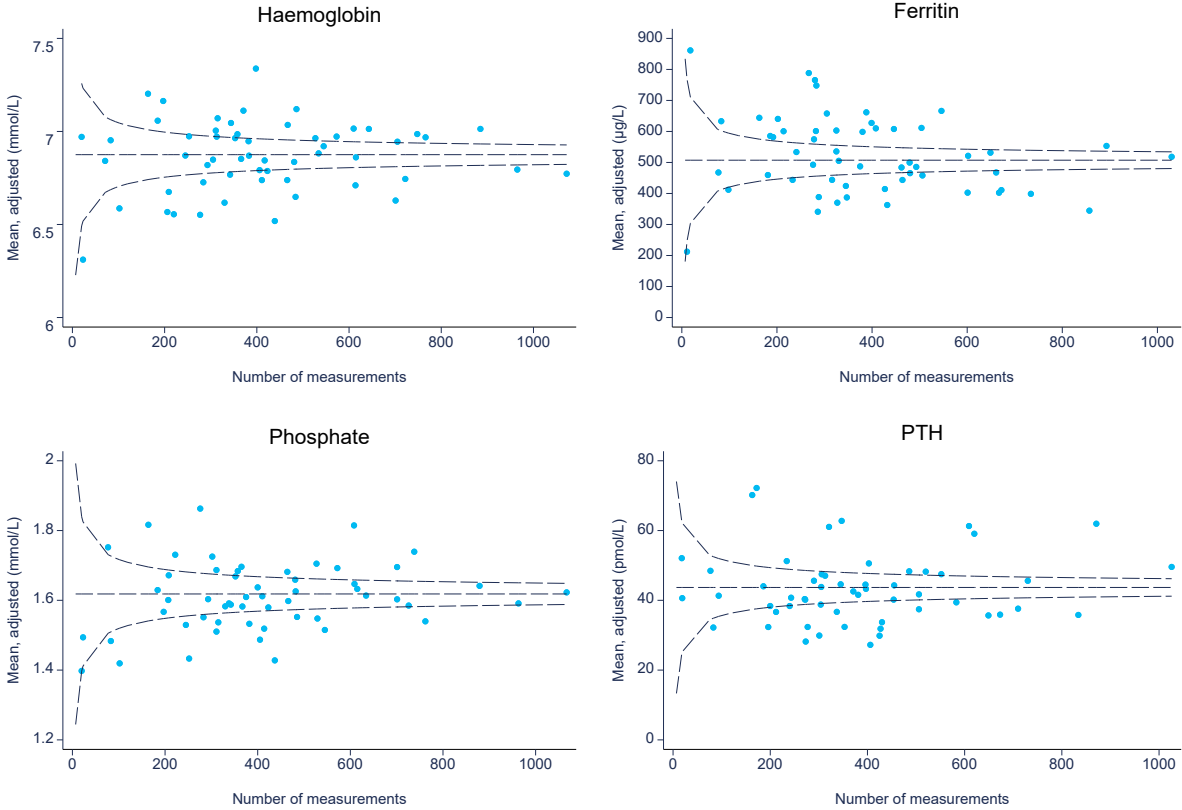 Haemoglobin
Mean, adjusted (mmol/L)
7.5
7
6.5
6
0 200 400 600 800 1000
Number of measurements
Ferritin
Mean, adjusted (µg/L)
900
800
700
600
500
400
300
200
100
0
0 200 400 600 800 1000
Number of measurements
Phosphate
Mean, adjusted (mmol/L)
2
1.8
1.6
1.4
1.2
0 200 400 600 800 1000
Number of measurements
PTH
Mean, adjusted (pmol/L)
80
60
40
20
0
0 200 400 600 800 1000
Number of measurements